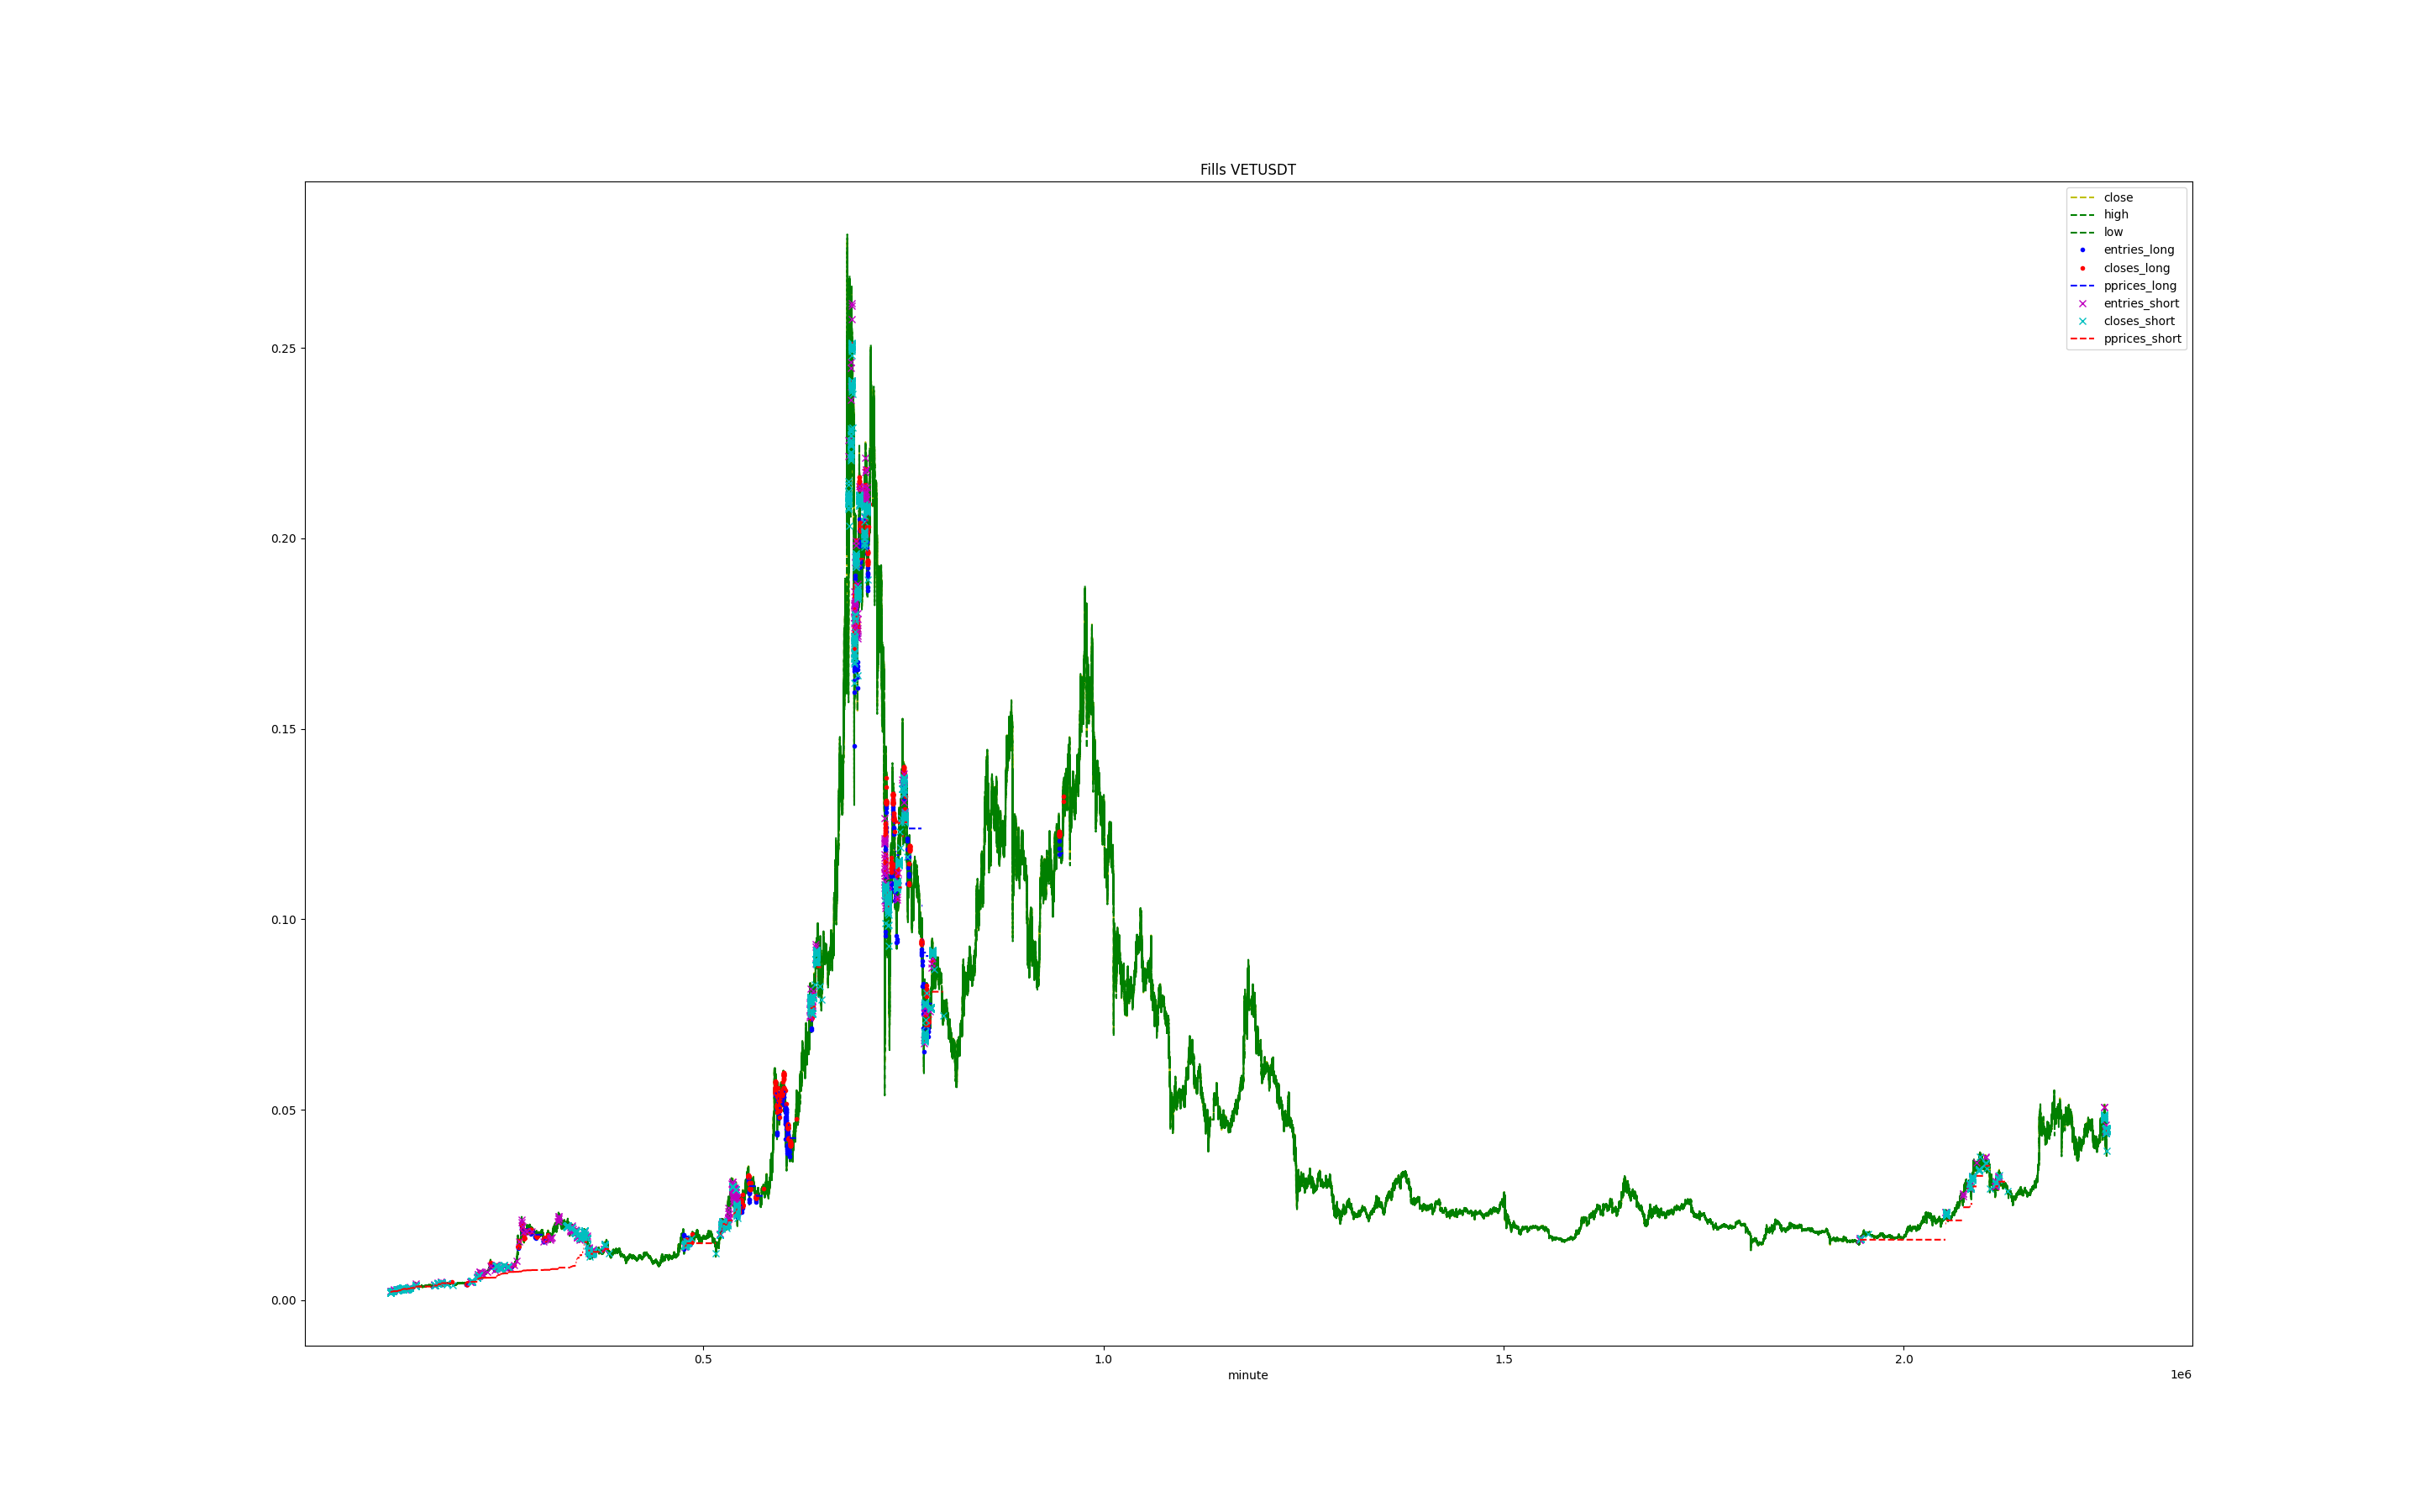 Fills VETUSDT
close
high
low
entries_long
closes_long
pprices_long
entries_short
closes_short
pprices_short
0.25
0.20
0.15
0.10
0.05
0.00
0.5 1.0 1.5 2.0
minute 1e6